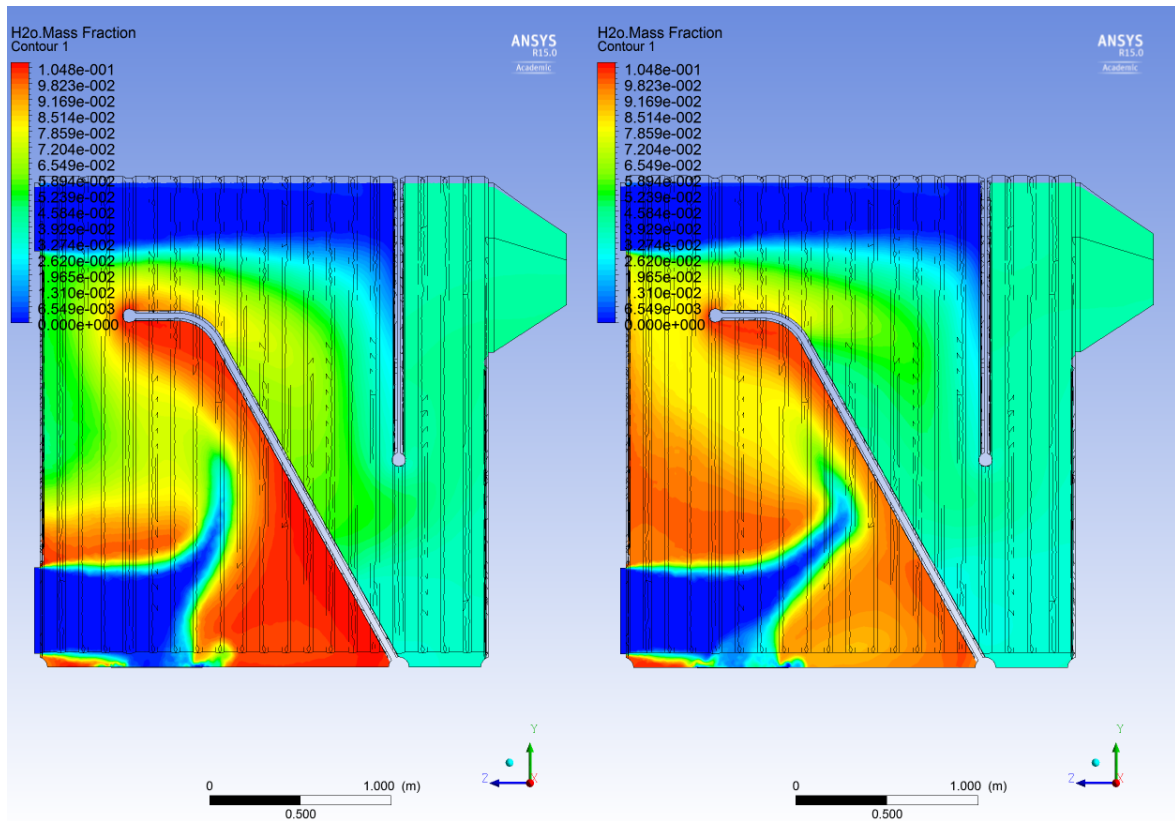 H2o.Mass Fraction
Contour 1
ANSYS
R15.0
Academic
1.048e-001
9.823e-002
9.169e-002
8.514e-002
7.859e-002
7.204e-002
6.549e-002
5.894e-002
5.239e-002
4.584e-002
3.929e-002
3.274e-002
2.620e-002
1.965e-002
1.310e-002
6.549e-003
0.000e+000
Y
Z
X
0
1.000 (m)
0.500
H2o.Mass Fraction
Contour 1
ANSYS
R15.0
Academic
1.048e-001
9.823e-002
9.169e-002
8.514e-002
7.859e-002
7.204e-002
6.549e-002
5.894e-002
5.239e-002
4.584e-002
3.929e-002
3.274e-002
2.620e-002
1.965e-002
1.310e-002
6.549e-003
0.000e+000
Y
Z
X
0
1.000 (m)
0.500